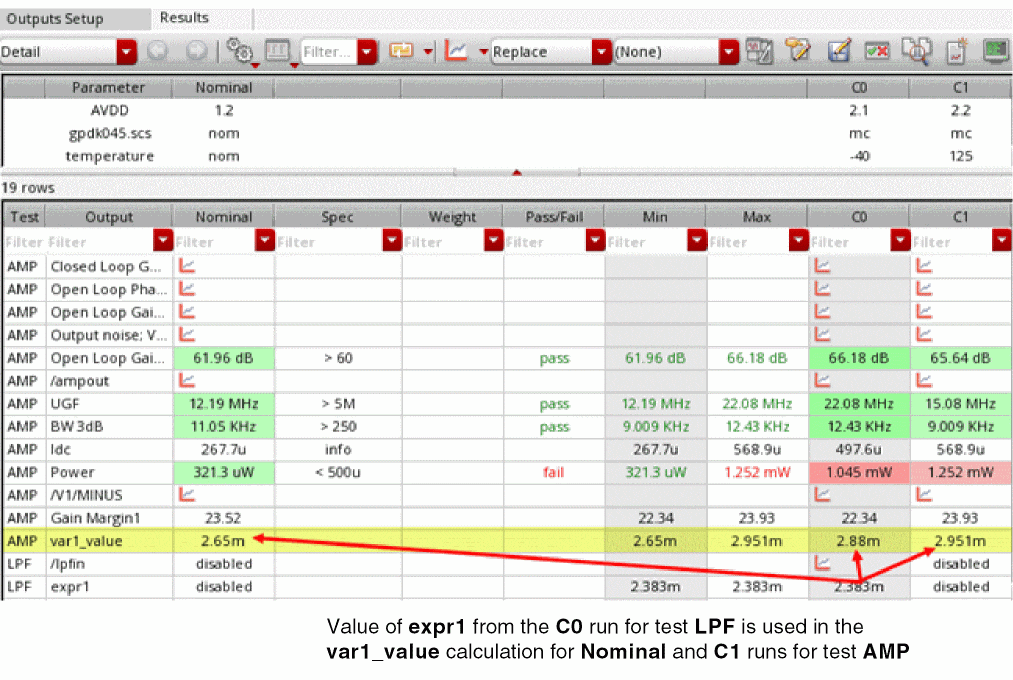 Outputs Setup Results
Detail Filter... Replace (None)
Parameter Nominal C0 C1
AVDD 1.2 2.1 2.2
gpdk045.scs nom mc mc
temperature nom -40 125
19 rows
Test Output Nominal Spec Weight Pass/Fail Min Max C0 C1
Filter Filter Filter Filter Filter Filter Filter Filter Filter Filter
AMP Closed Loop G...
AMP Open Loop Pha...
AMP Open Loop Gai...
AMP Output noise; V...
AMP Open Loop Gai... 61.96 dB > 60 pass 61.96 dB 66.18 dB 66.18 dB 65.64 dB
AMP /ampout
AMP UGF 12.19 MHz > 5M pass 12.19 MHz 22.08 MHz 22.08 MHz 15.08 MHz
AMP BW 3dB 11.05 KHz > 250 pass 9.009 KHz 12.43 KHz 12.43 KHz 9.009 KHz
AMP Idc 267.7u info 267.7u 568.9u 497.6u 568.9u
AMP Power 321.3 uW < 500u fail 321.3 uW 1.252 mW 1.045 mW 1.252 mW
AMP /V1/MINUS
AMP Gain Margin1 23.52 22.34 23.93 22.34 23.93
AMP var1_value 2.65m 2.65m 2.951m 2.88m 2.951m
LPF /lpfin disabled disabled
LPF expr1 disabled 2.383m 2.383m 2.383m disabled
Value of expr1 from the C0 run for test LPF is used in the
var1_value calculation for Nominal and C1 runs for test AMP